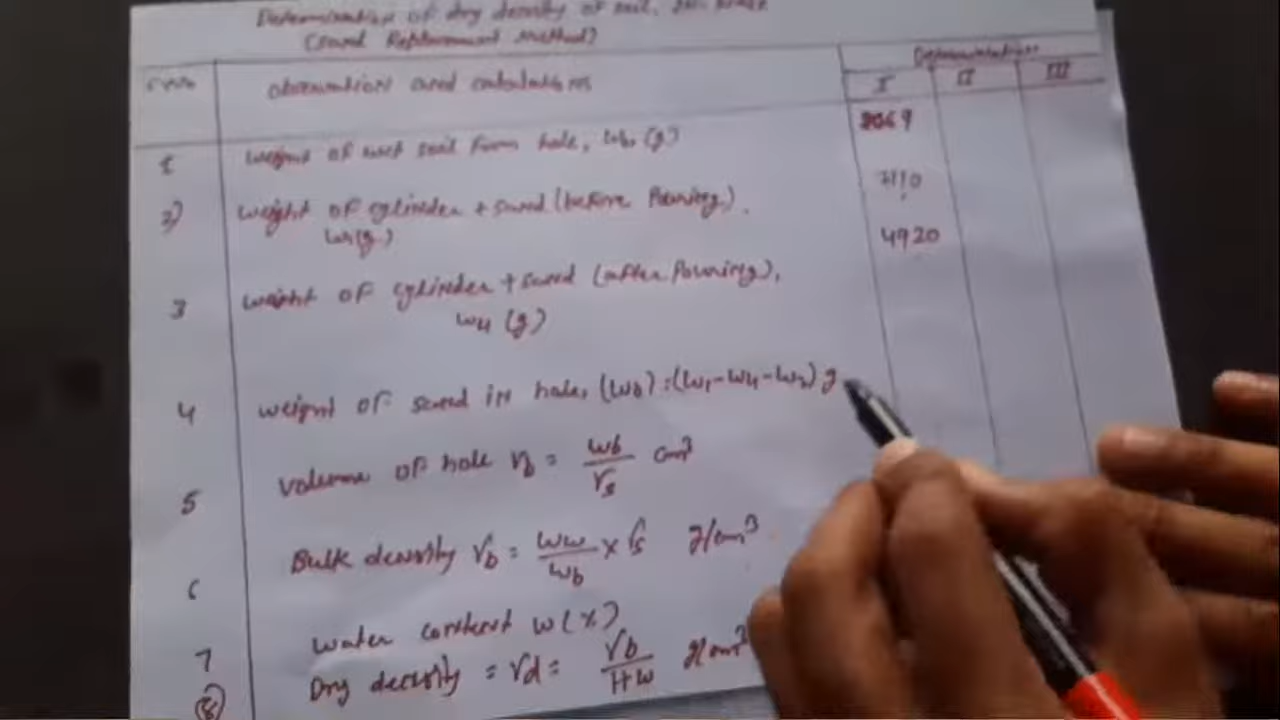 Determination of dry density of soil,
(Sand Replacement Method)
Observation and calculations
Determination
I II III
1 Weight of wet soil from hole, Ww (g) 2069
2) Weight of cylinder + sand (before Pouring), 7110
W1(g)
3 Weight of cylinder + sand (after Pouring), 4920
W4 (g)
4 Weight of sand in hole, (Wb) = (W1-W4-W2) g
5 Volume of hole Vb = Wb/γs cm³
6 Bulk density γb = Ww/Wb × γs g/cm³
7 Water content w(%)
(8) Dry density = γd = γb/1+w g/cm³